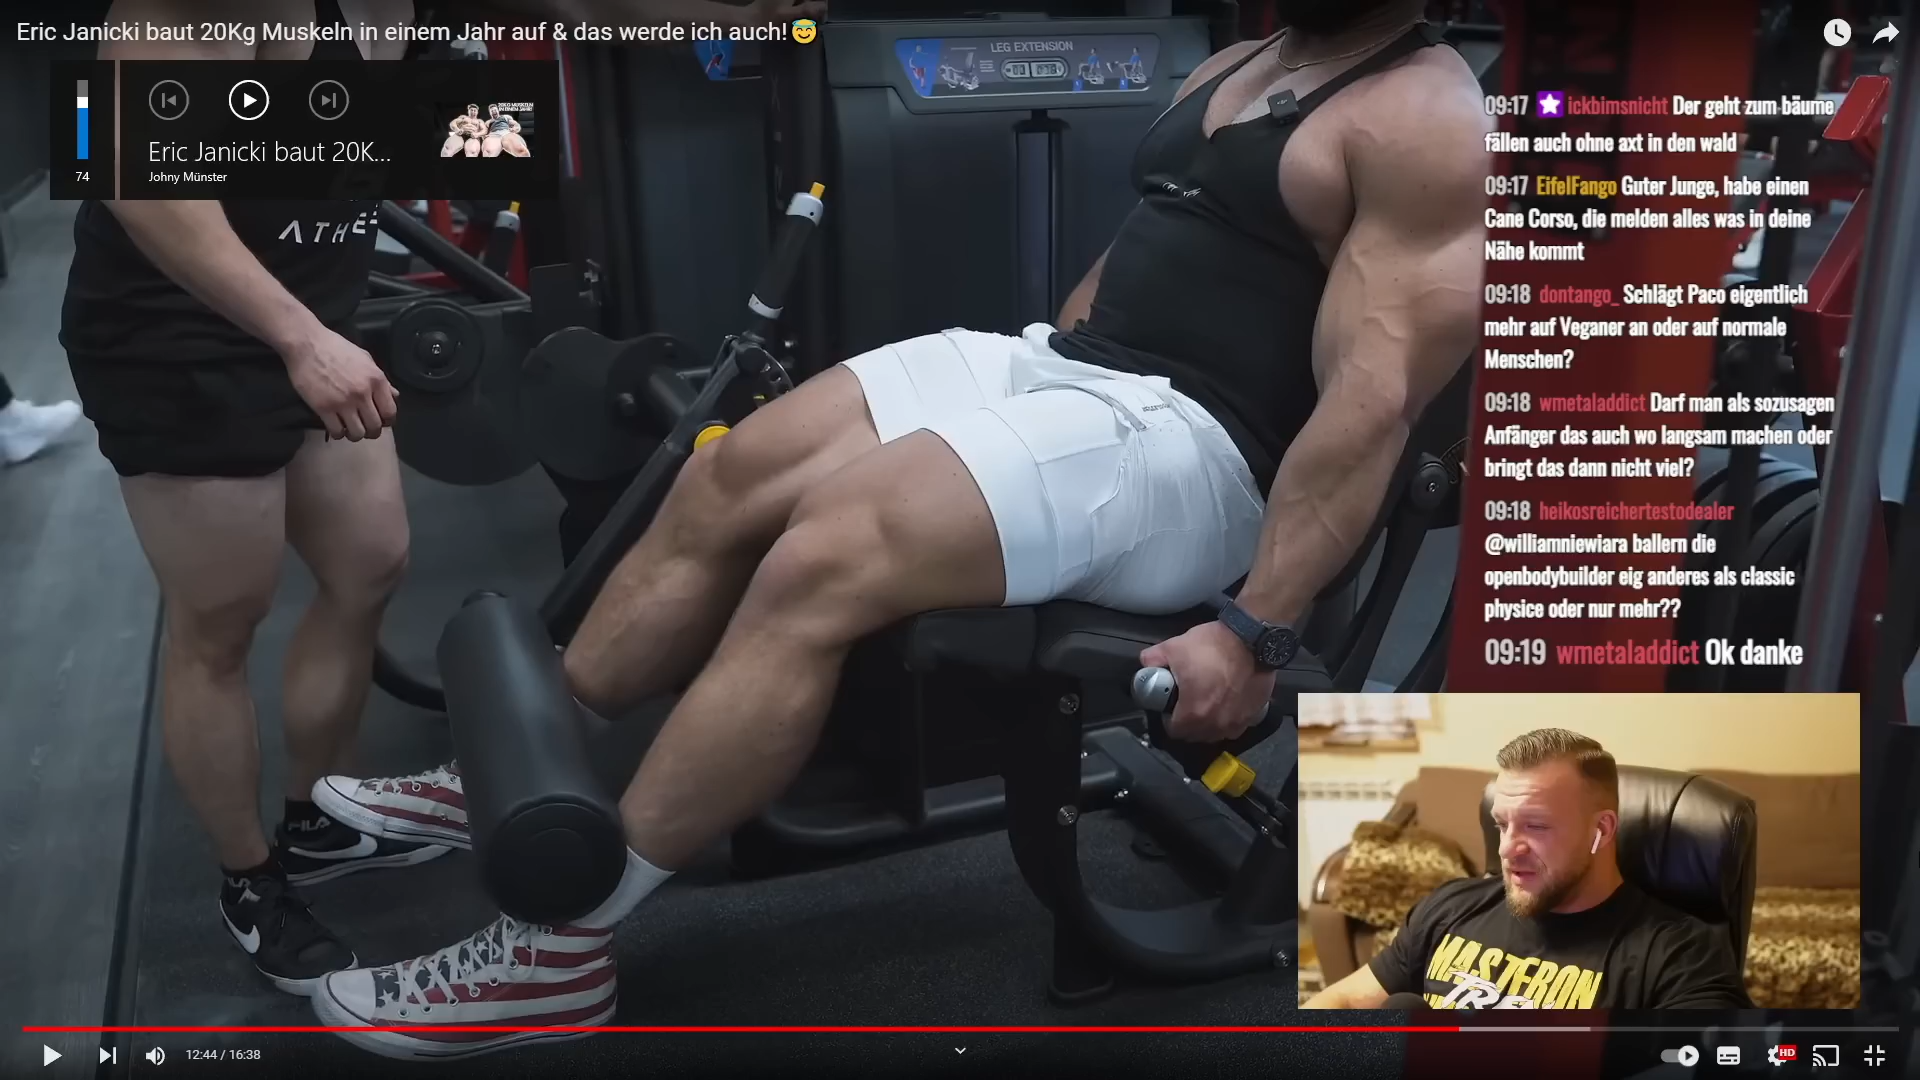 Eric Janicki baut 20Kg Muskeln in einem Jahr auf & das werde ich auch!😇
74
Eric Janicki baut 20K...
Johny Münster
LEG EXTENSION
ATHE
09:17 ickbimsnicht Der geht zum bäume
fällen auch ohne axt in den wald
09:17 EifelFango Guter Junge, habe einen
Cane Corso, die melden alles was in deine
Nähe kommt
09:18 dontango_ Schlägt Paco eigentlich
mehr auf Veganer an oder auf normale
Menschen?
09:18 wmetaladdict Darf man als sozusagen
Anfänger das auch wo langsam machen oder
bringt das dann nicht viel?
09:18 heikosreichertestodealer
@williamniewiara ballern die
openbodybuilder eig anderes als classic
physice oder nur mehr??
09:19 wmetaladdict Ok danke
FILA
MASTERON
TREN
12:44 / 16:38
HD